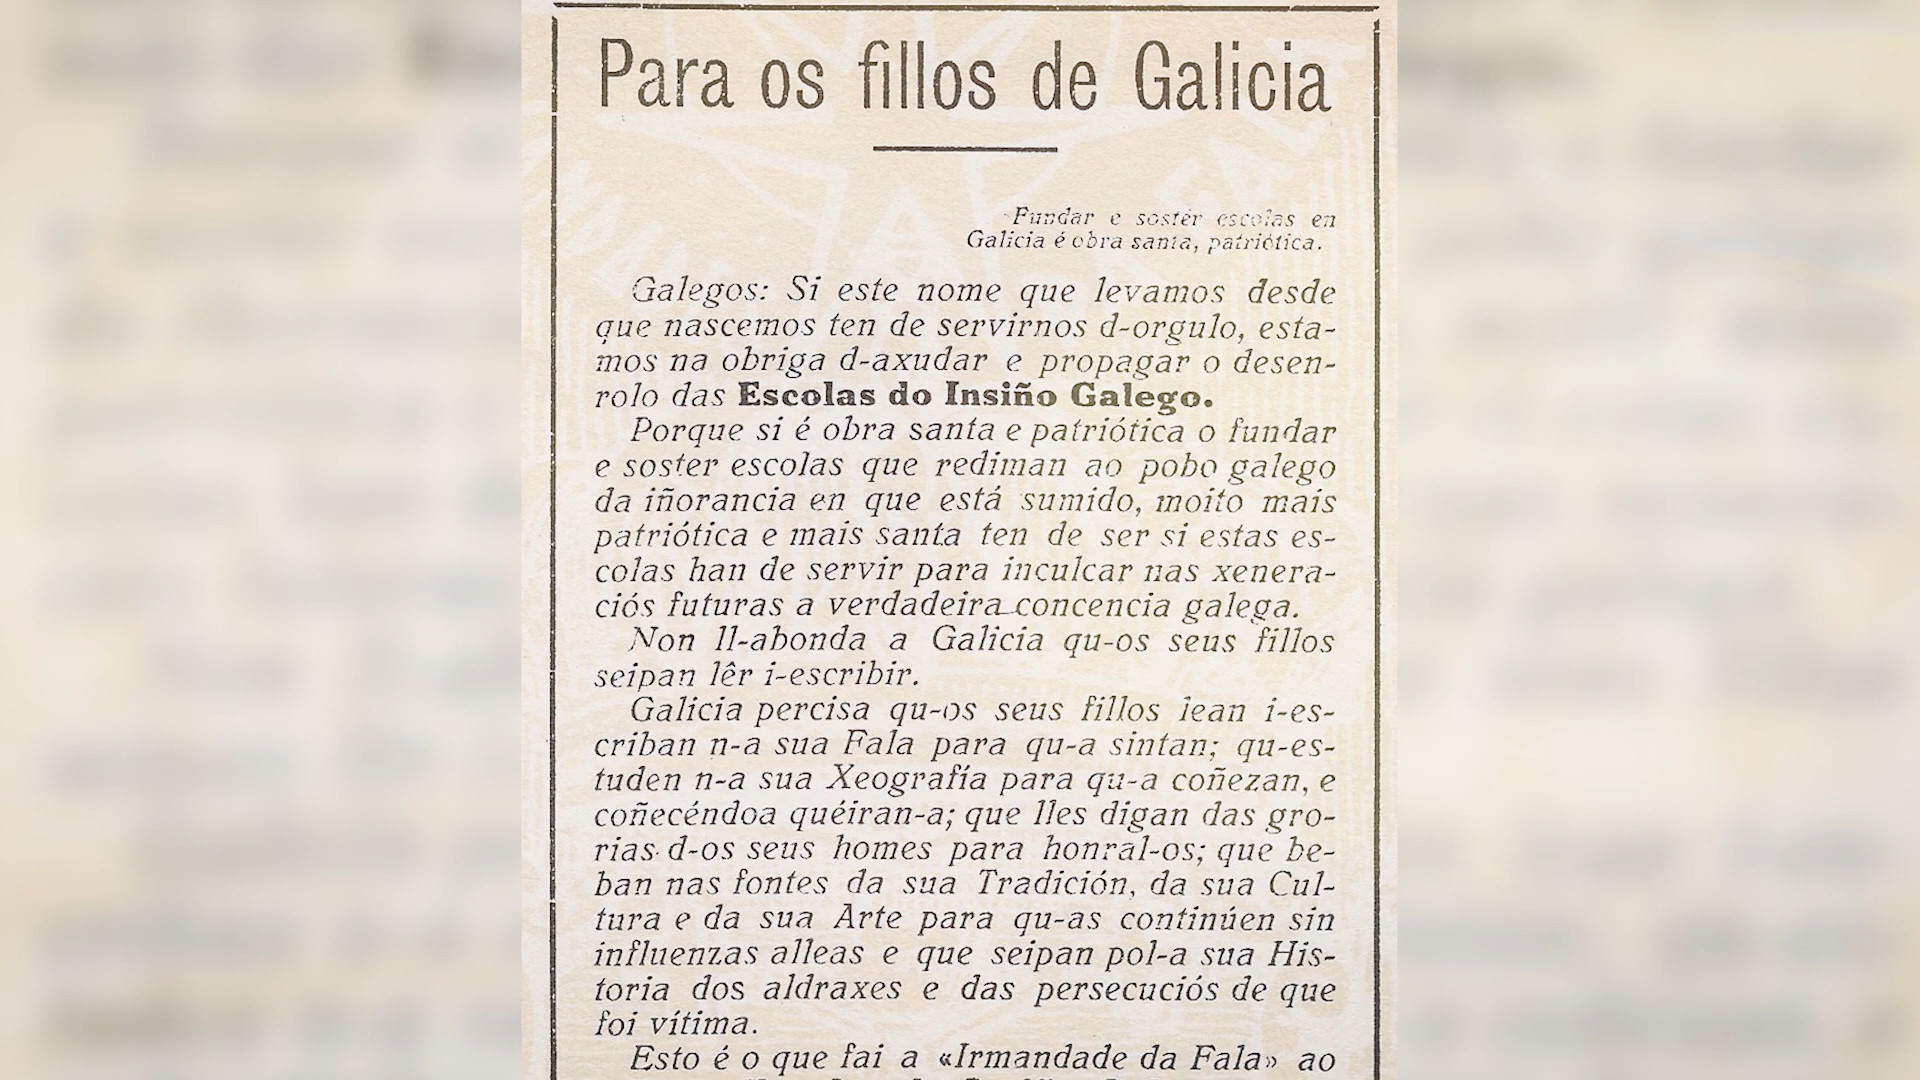 Para os fillos de Galicia
Fundar e sostêr escolas en
Galicia é obra santa, patriótica.
Galegos: Si este nome que levamos desde
que nascemos ten de servirnos d-orgulo, esta-
mos na obriga d-axudar e propagar o desen-
rolo das Escolas do Insiño Galego.
Porque si é obra santa e patriótica o fundar
e soster escolas que rediman ao pobo galego
da iñorancia en que está sumido, moito mais
patriótica e mais santa ten de ser si estas es-
colas han de servir para inculcar nas xenera-
ciós futuras a verdadeira concencia galega.
Non ll-abonda a Galicia qu-os seus fillos
seipan lêr i-escribir.
Galicia percisa qu-os seus fillos lean i-es-
criban n-a sua Fala para qu-a sintan; qu-es-
tuden n-a sua Xeografía para qu-a coñezan, e
coñecéndoa quéiran-a; que lles digan das gro-
rias d-os seus homes para honral-os; que be-
ban nas fontes da sua Tradición, da sua Cul-
tura e da sua Arte para qu-as continúen sin
influenzas alleas e que seipan pol-a sua His-
toria dos aldraxes e das persecuciós de que
foi vítima.
Esto é o que fai a «Irmandade da Fala» ao